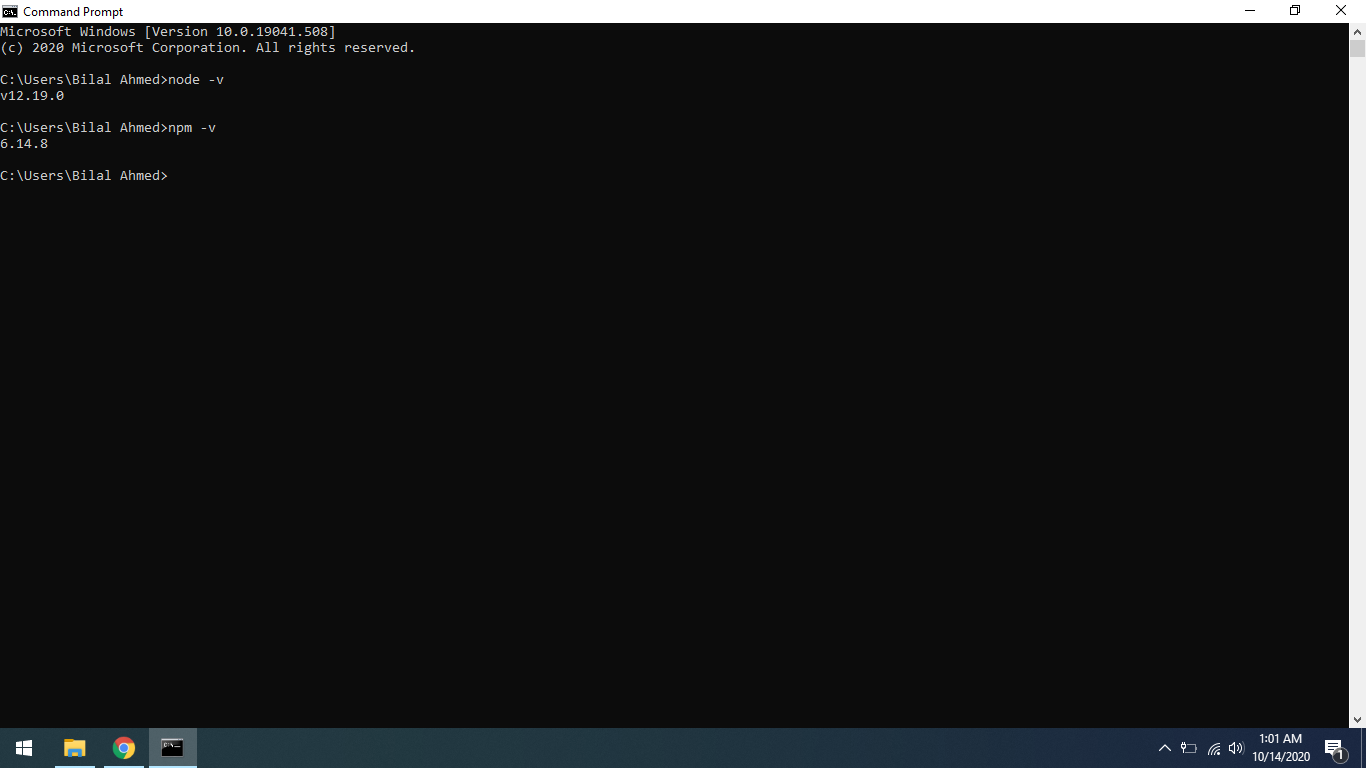 Command Prompt
Microsoft Windows [Version 10.0.19041.508]
(c) 2020 Microsoft Corporation. All rights reserved.
C:\Users\Bilal Ahmed>node -v
v12.19.0
C:\Users\Bilal Ahmed>npm -v
6.14.8
C:\Users\Bilal Ahmed>
1:01 AM
10/14/2020
1